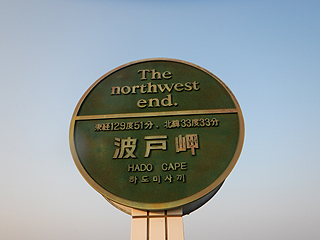 The
northwest
end.
東経129度51分. 北緯33度33分
波戸岬
HADO CAPE
하도미사끼